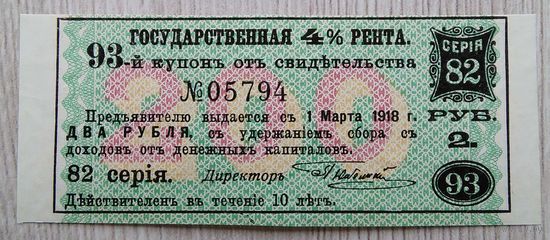 ГОСУДАРСТВЕННАЯ 4% РЕНТА.
СЕРІЯ
82
93-й купонъ отъ свидѣтельства
№05794
200
Предъявителю выдается съ 1 Марта 1918 г.
РУБ.
ДВА РУБЛЯ, съ удержаніемъ сбора съ
2.
доходовъ отъ денежныхъ капиталовъ.
82 серія. Директоръ
93
Дѣйствителенъ въ теченіе 10 лѣтъ.